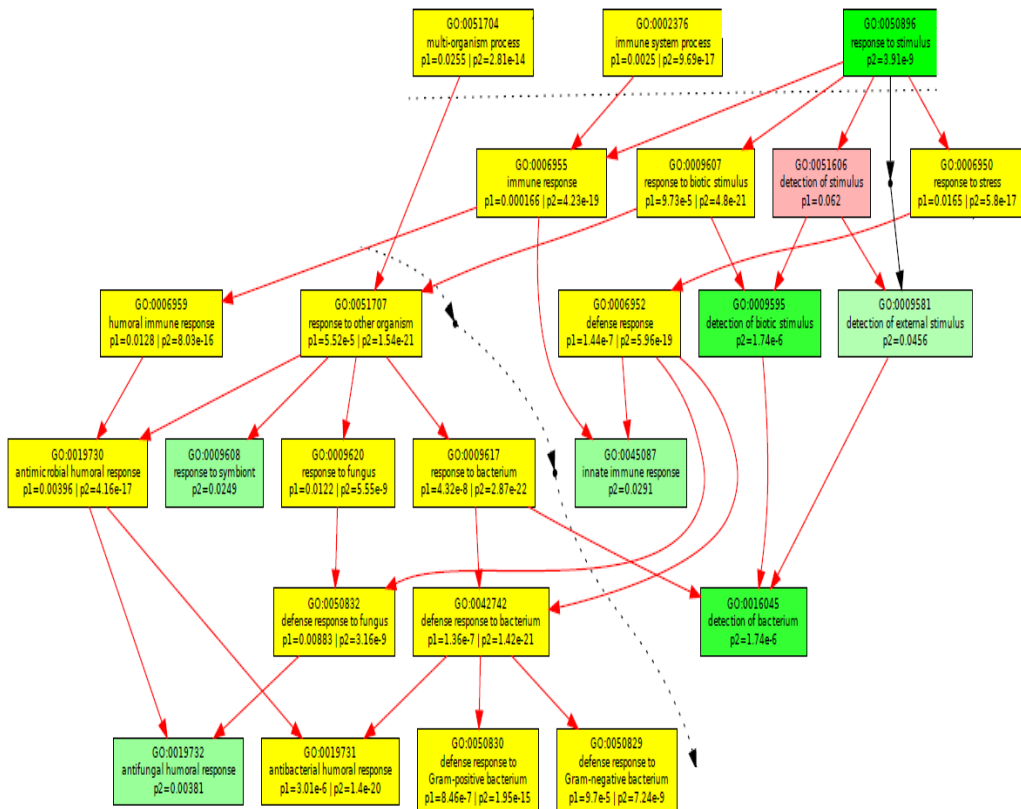 GO:0051704
multi-organism process
p1=0.0255 | p2=2.81e-14
GO:0002376
immune system process
p1=0.0025 | p2=9.69e-17
GO:0050896
response to stimulus
p2=3.91e-9
GO:0006955
immune response
p1=0.000166 | p2=4.23e-19
GO:0009607
response to biotic stimulus
p1=9.73e-5 | p2=4.8e-21
GO:0051606
detection of stimulus
p1=0.062
GO:0006950
response to stress
p1=0.0165 | p2=5.8e-17
GO:0006959
humoral immune response
p1=0.0128 | p2=8.03e-16
GO:0051707
response to other organism
p1=5.52e-5 | p2=1.54e-21
GO:0006952
defense response
p1=1.44e-7 | p2=5.96e-19
GO:0009595
detection of biotic stimulus
p2=1.74e-6
GO:0009581
detection of external stimulus
p2=0.0456
GO:0019730
antimicrobial humoral response
p1=0.00396 | p2=4.16e-17
GO:0009608
response to symbiont
p2=0.0249
GO:0009620
response to fungus
p1=0.0122 | p2=5.55e-9
GO:0009617
response to bacterium
p1=4.32e-8 | p2=2.87e-22
GO:0045087
innate immune response
p2=0.0291
GO:0050832
defense response to fungus
p1=0.00883 | p2=3.16e-9
GO:0042742
defense response to bacterium
p1=1.36e-7 | p2=1.42e-21
GO:0016045
detection of bacterium
p2=1.74e-6
GO:0019732
antifungal humoral response
p2=0.00381
GO:0019731
antibacterial humoral response
p1=3.01e-6 | p2=1.4e-20
GO:0050830
defense response to
Gram-positive bacterium
p1=8.46e-7 | p2=1.95e-15
GO:0050829
defense response to
Gram-negative bacterium
p1=9.7e-5 | p2=7.24e-9